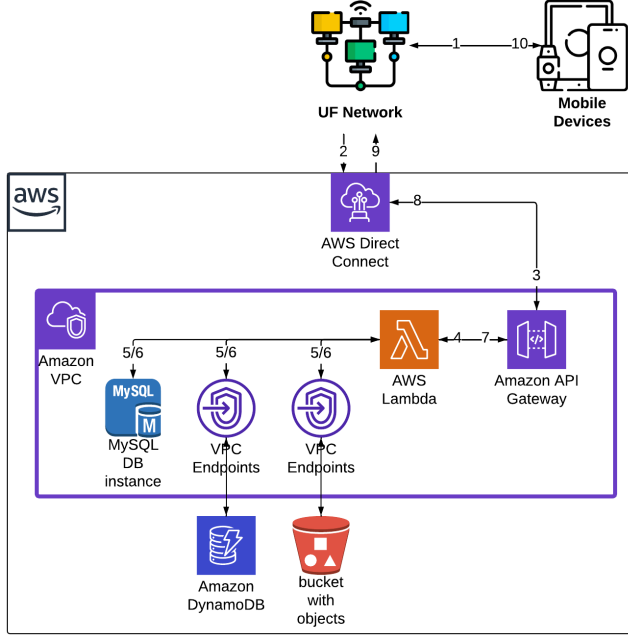 1
10
UF Network
Mobile
Devices
2
9
aws
8
AWS Direct
Connect
3
Amazon
VPC
5/6
5/6
5/6
4
7
MySQL
M
AWS
Lambda
Amazon API
Gateway
MySQL
DB
instance
VPC
Endpoints
VPC
Endpoints
Amazon
DynamoDB
bucket
with
objects